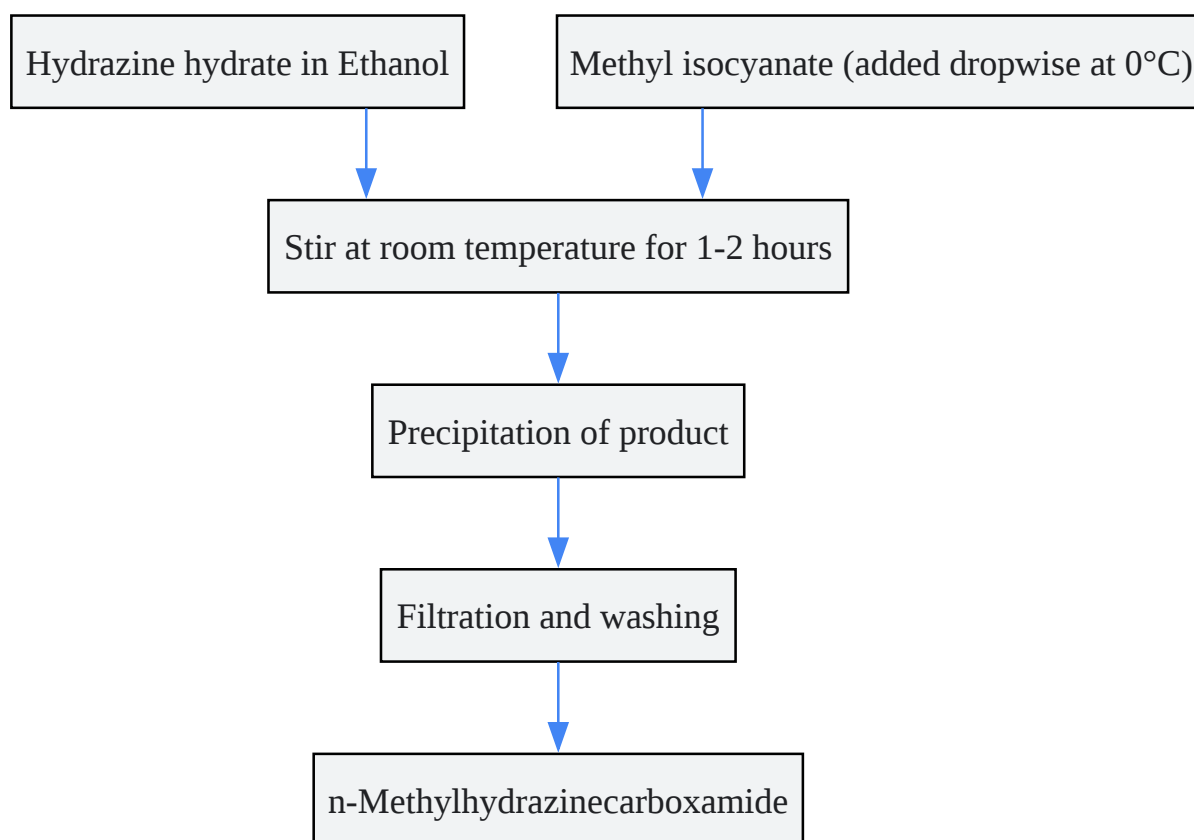 Hydrazine hydrate in Ethanol
Methyl isocyanate (added dropwise at 0°C)
Stir at room temperature for 1-2 hours
Precipitation of product
Filtration and washing
n-Methylhydrazinecarboxamide